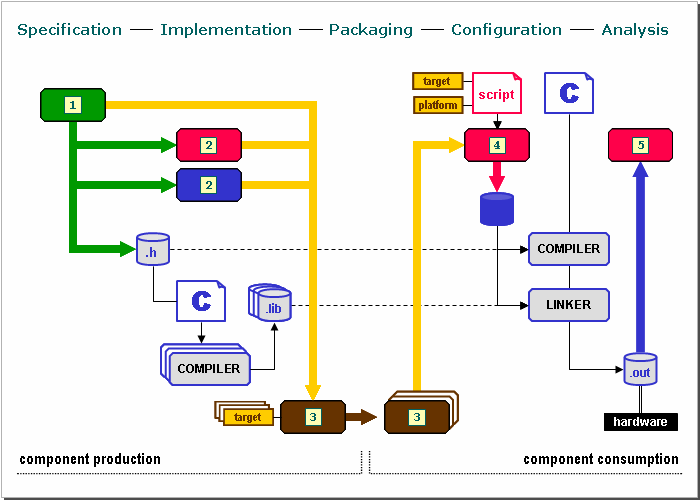 Specification — Implementation — Packaging — Configuration — Analysis
target
platform
script
C
1
2
4
5
2
.h
COMPILER
C
.lib
LINKER
COMPILER
.out
target
3
3
hardware
component production
component consumption